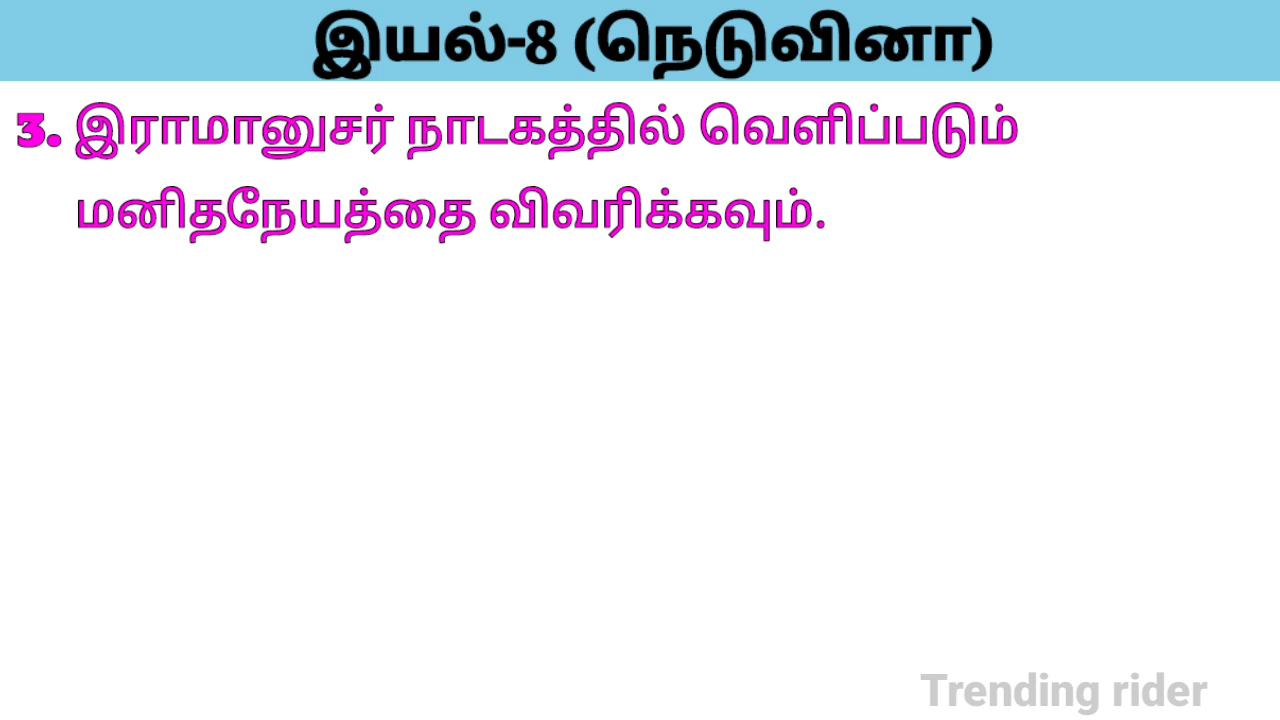 இயல்-8 (நெடுவினா)
3. இராமானுசர் நாடகத்தில் வெளிப்படும்
மனிதநேயத்தை விவரிக்கவும்.
Trending rider